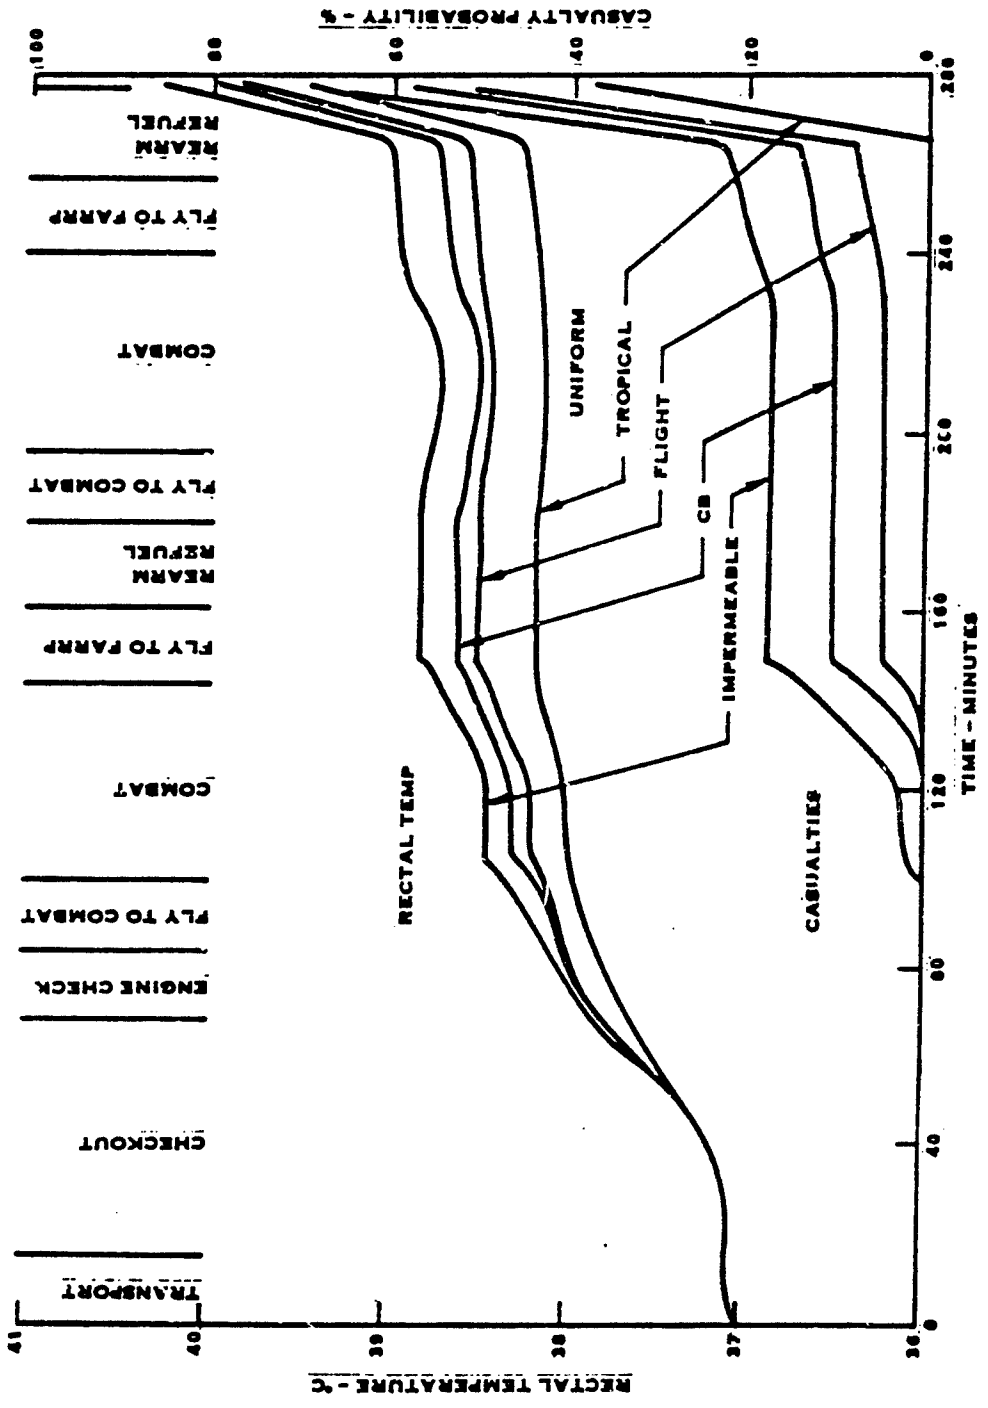 RECTAL TEMPERATURE - °C
41
40
39
38
37
36
TRANSPORT
CHECKOUT
ENGINE CHECK
FLY TO COMBAT
COMBAT
FLY TO FARRP
REARM
REFUEL
FLY TO COMBAT
COMBAT
FLY TO FARRP
REARM
REFUEL
CASUALTY PROBABILITY - %
100
80
60
40
20
0
RECTAL TEMP
UNIFORM
TROPICAL
FLIGHT
CB
IMPERMEABLE
CASUALTIES
0
40
80
120
160
200
240
280
TIME - MINUTES